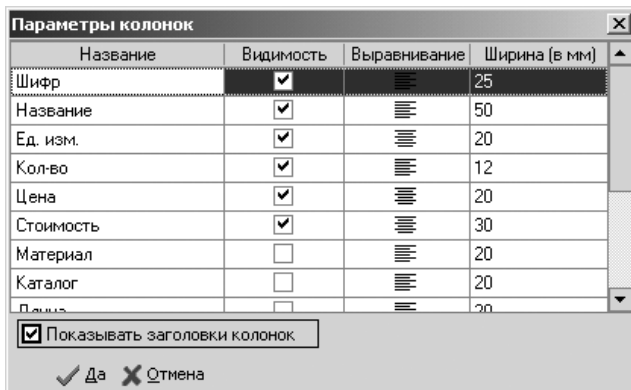 Параметры колонок
Название Видимость Выравнивание Ширина (в мм)
Шифр 25
Название 50
Ед. изм. 20
Кол-во 12
Цена 20
Стоимость 30
Материал 20
Каталог 20
20
Показывать заголовки колонок
Да Отмена